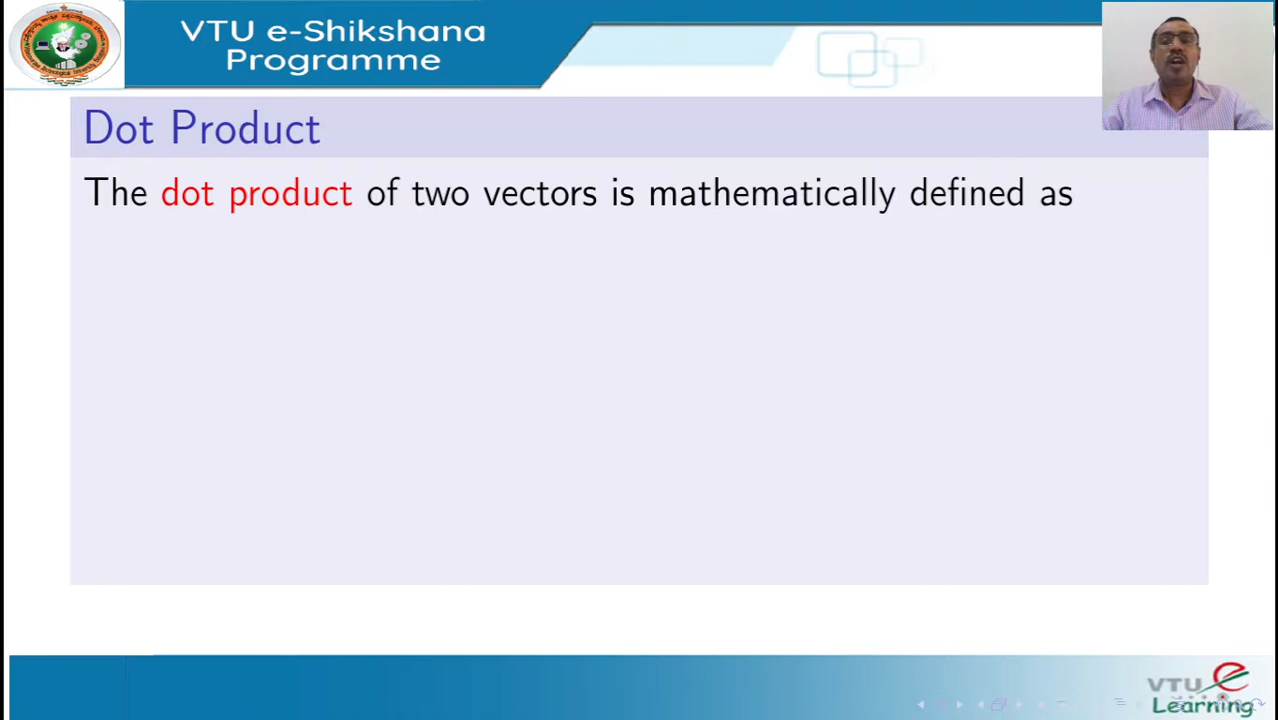 VTU e-Shikshana
Programme
Dot Product
The dot product of two vectors is mathematically defined as
VTU e
Learning